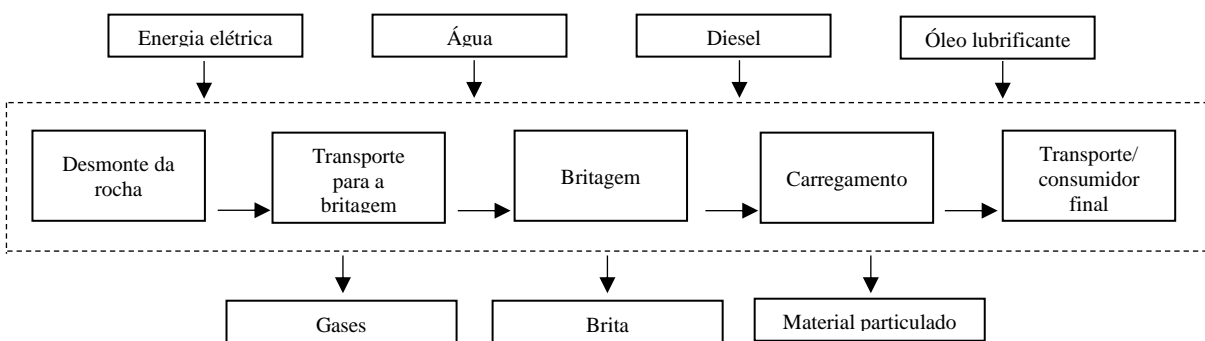 Energia elétrica
Água
Diesel
Óleo lubrificante
Desmonte da
rocha
Transporte
para a
britagem
Britagem
Carregamento
Transporte/
consumidor
final
Gases
Brita
Material particulado